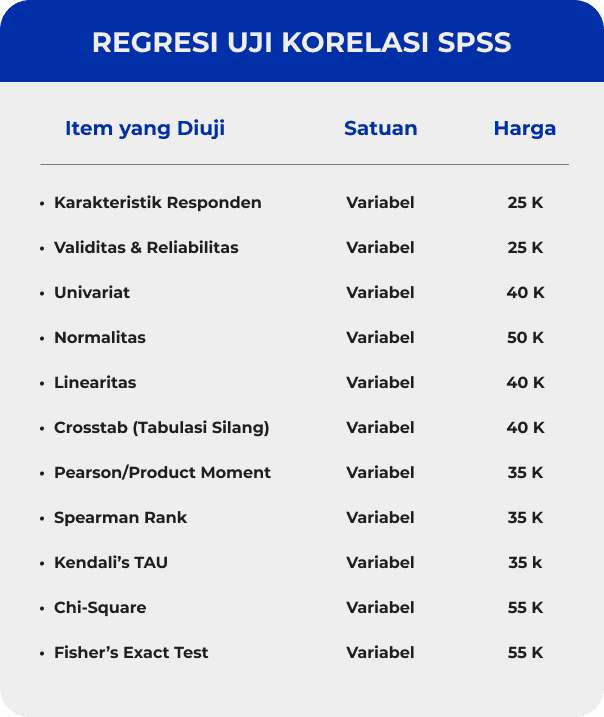 REGRESI UJI KORELASI SPSS
Item yang Diuji Satuan Harga
• Karakteristik Responden Variabel 25 K
• Validitas & Reliabilitas Variabel 25 K
• Univariat Variabel 40 K
• Normalitas Variabel 50 K
• Linearitas Variabel 40 K
• Crosstab (Tabulasi Silang) Variabel 40 K
• Pearson/Product Moment Variabel 35 K
• Spearman Rank Variabel 35 K
• Kendali’s TAU Variabel 35 k
• Chi-Square Variabel 55 K
• Fisher’s Exact Test Variabel 55 K